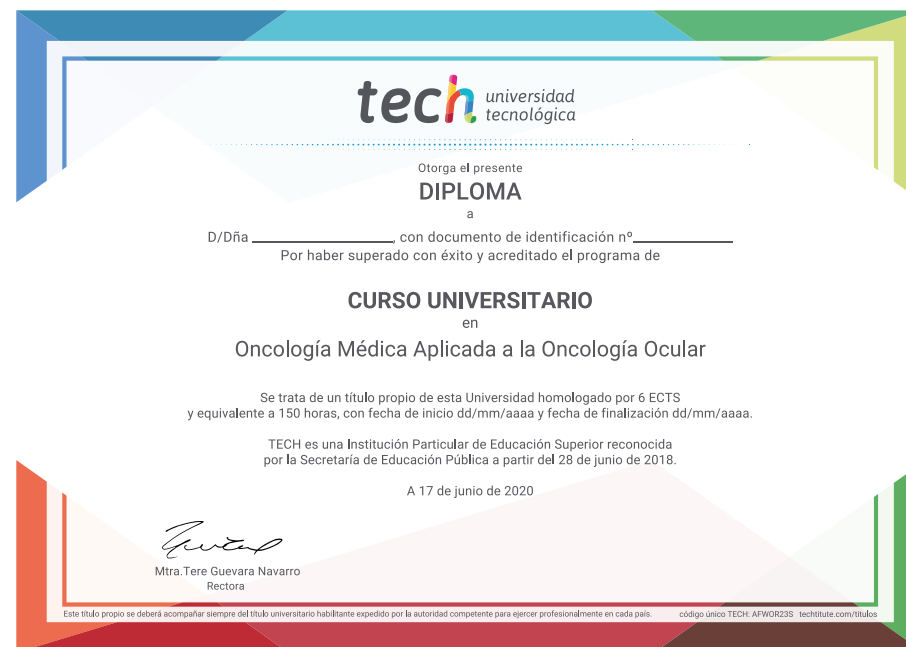 tech universidad
tecnológica
Otorga el presente
DIPLOMA
a
D/Dña ____________________, con documento de identificación nº______________
Por haber superado con éxito y acreditado el programa de
CURSO UNIVERSITARIO
en
Oncología Médica Aplicada a la Oncología Ocular
Se trata de un título propio de esta Universidad homologado por 6 ECTS
y equivalente a 150 horas, con fecha de inicio dd/mm/aaaa y fecha de finalización dd/mm/aaaa.
TECH es una Institución Particular de Educación Superior reconocida
por la Secretaría de Educación Pública a partir del 28 de junio de 2018.
A 17 de junio de 2020
Mtra.Tere Guevara Navarro
Rectora
Este título propio se deberá acompañar siempre del título universitario habilitante expedido por la autoridad competente para ejercer profesionalmente en cada país. código único TECH: AFWOR23S techtitute.com/títulos